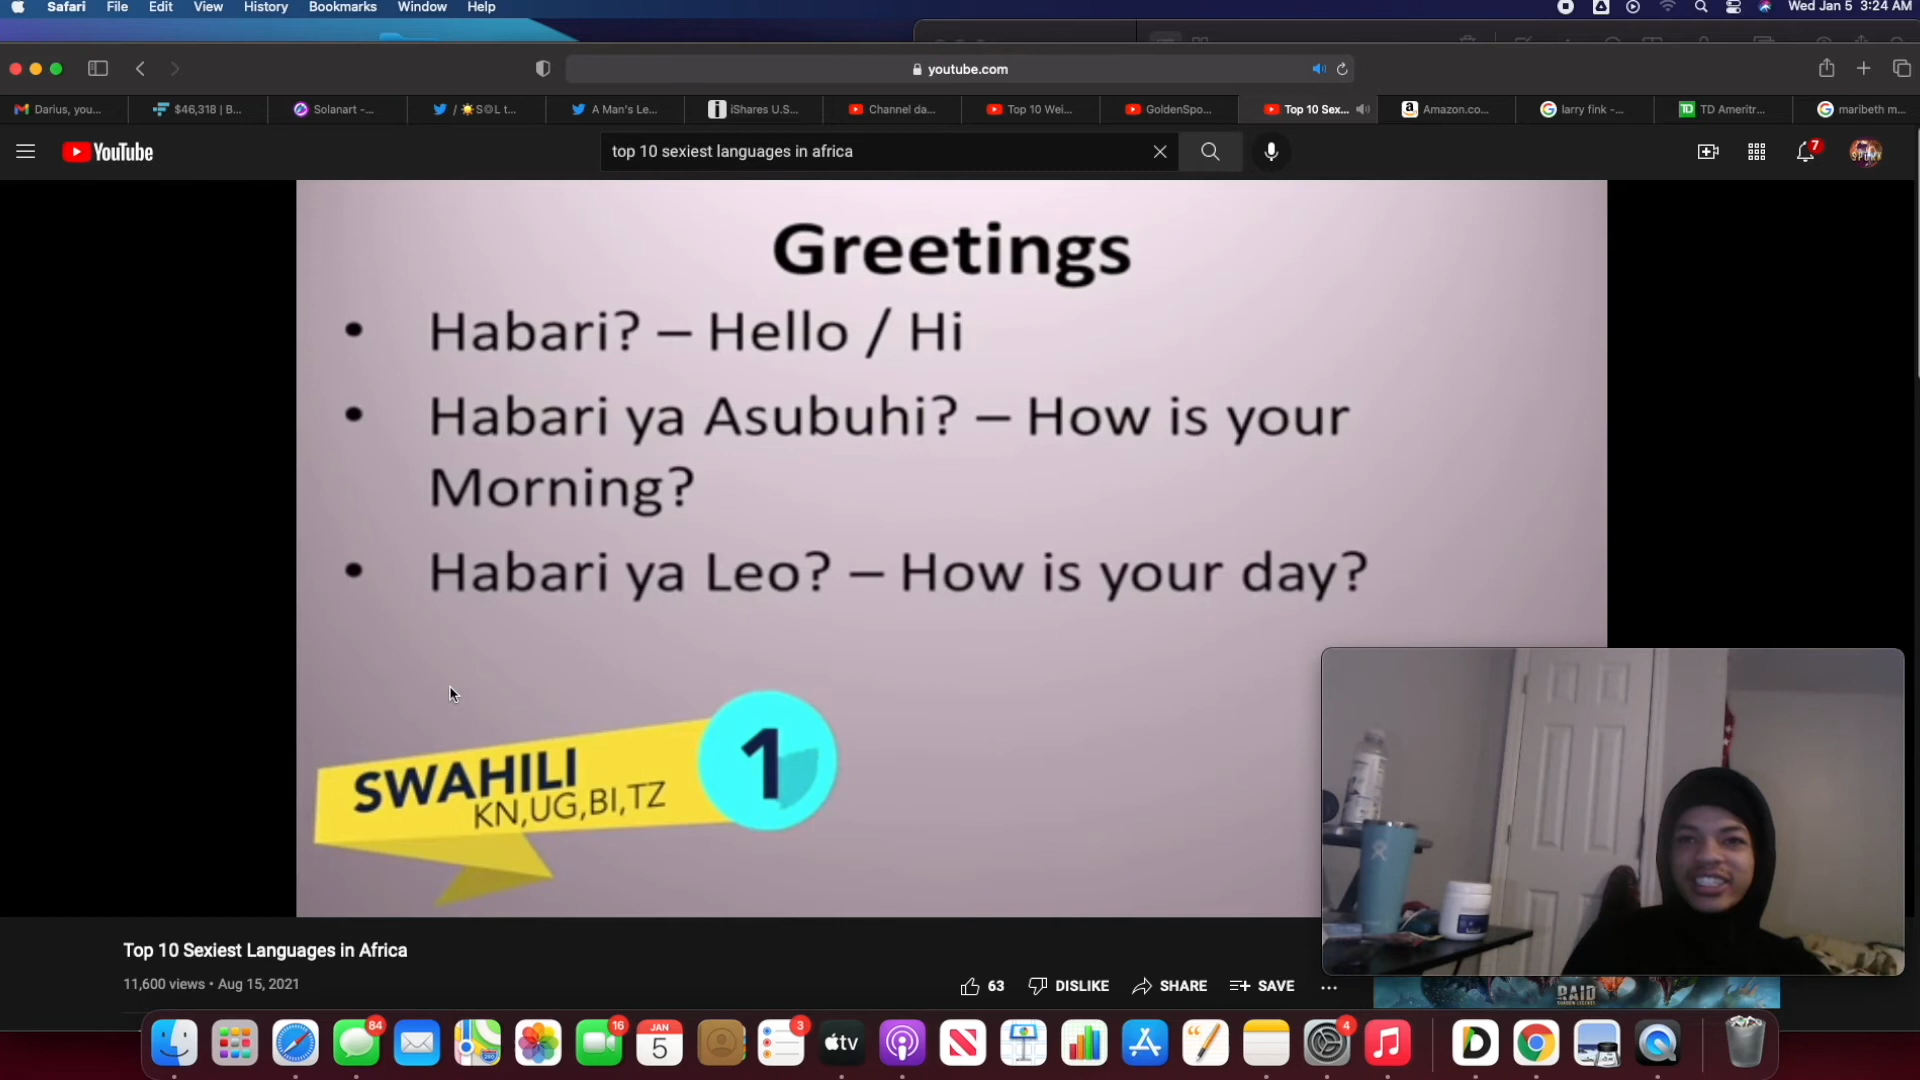 Safari File Edit View History Bookmarks Window Help Wed Jan 5 3:24 AM
youtube.com
Darius, you... $46,318 | B... Solanart -... / ☀S◎L t... A Man's Le... iShares U.S... Channel da... Top 10 Wei... GoldenSpo... Top 10 Sex... Amazon.co... larry fink -... TD Ameritr... maribeth m...
YouTube top 10 sexiest languages in africa 7
Greetings
• Habari? – Hello / Hi
• Habari ya Asubuhi? – How is your
Morning?
• Habari ya Leo? – How is your day?
SWAHILI 1
KN,UG,BI,TZ
Top 10 Sexiest Languages in Africa
11,600 views • Aug 15, 2021
63 DISLIKE SHARE SAVE ...
RAID
84 16 JAN 5 3 tv 4